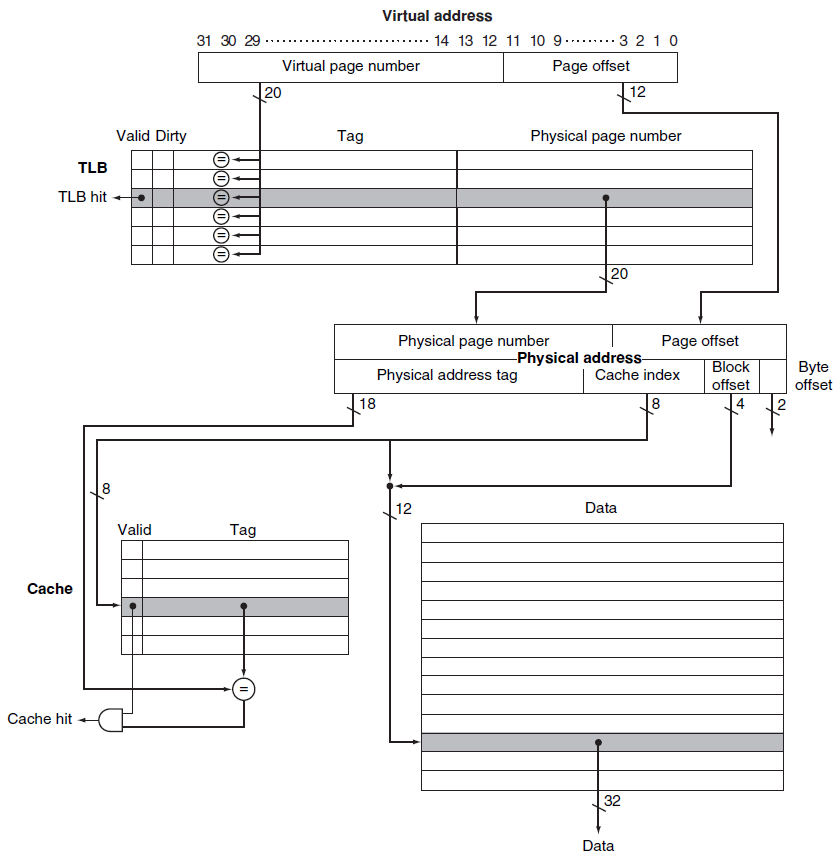 Virtual address
31 30 29 ·············································· 14 13 12 11 10 9 ·············· 3 2 1 0
Virtual page number Page offset
20 12
Valid Dirty Tag Physical page number
TLB
=
=
TLB hit =
=
=
=
20
Physical page number Page offset
Physical address
Physical address tag Cache index Block offset Byte offset
18 8 4 2
8
12
Data
Valid Tag
Cache
=
Cache hit
32
Data